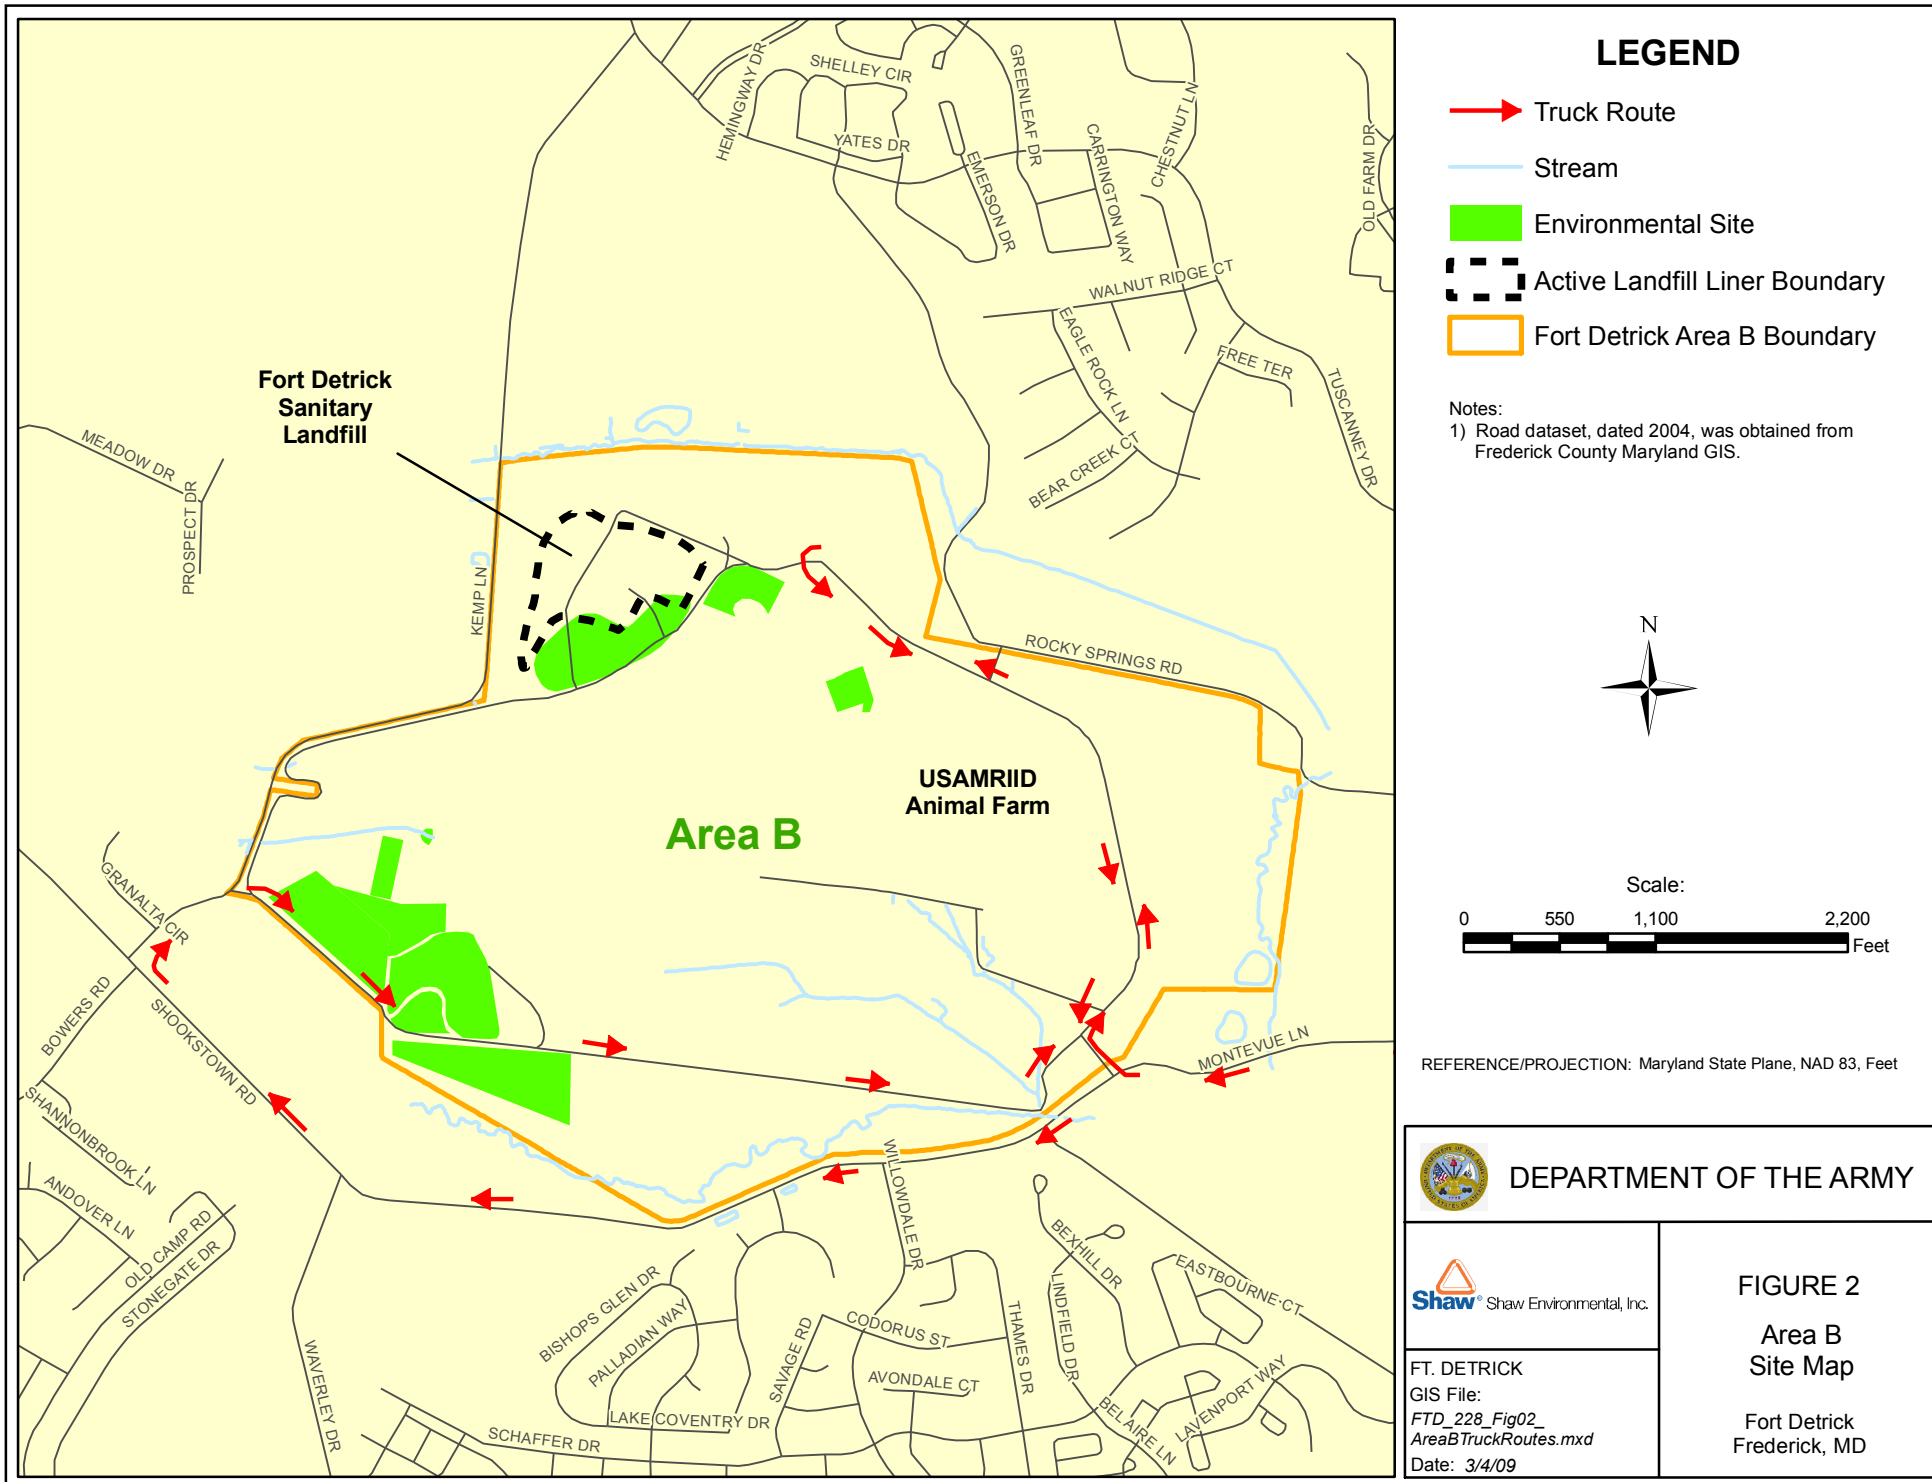 HEMINGWAY DR
SHELLEY CIR
YATES DR
GREENLEAF DR
EMERSON DR
CARRINGTON WAY
CHESTNUT LN
OLD FARM DR
WALNUT RIDGE CT
EAGLE ROCK LN
FREE TER
TUSCANNEY DR
BEAR CREEK CT
MEADOW DR
PROSPECT DR
Fort Detrick
Sanitary
Landfill
KEMP LN
ROCKY SPRINGS RD
USAMRIID
Animal Farm
Area B
GRANALTA CIR
BOWERS RD
SHOOKSTOWN RD
SHANNONBROOK LN
ANDOVER LN
OLD CAMP RD
STONEGATE DR
WAVERLEY DR
MONTEVUE LN
WILLOWDALE DR
BISHOPS GLEN DR
PALLADIAN WAY
SAVAGE RD
CODORUS ST
AVONDALE CT
LAKE COVENTRY DR
SCHAFFER DR
THAMES DR
BEXHILL DR
LINDFIELD DR
EASTBOURNE CT
LAVENPORT WAY
BELAIRE LN
LEGEND
Truck Route
Stream
Environmental Site
Active Landfill Liner Boundary
Fort Detrick Area B Boundary
Notes:
1) Road dataset, dated 2004, was obtained from
Frederick County Maryland GIS.
N
Scale:
0 550 1,100 2,200
Feet
REFERENCE/PROJECTION: Maryland State Plane, NAD 83, Feet
DEPARTMENT OF THE ARMY
Shaw® Shaw Environmental, Inc.
FT. DETRICK
GIS File:
FTD_228_Fig02_
AreaBTruckRoutes.mxd
Date: 3/4/09
FIGURE 2
Area B
Site Map
Fort Detrick
Frederick, MD